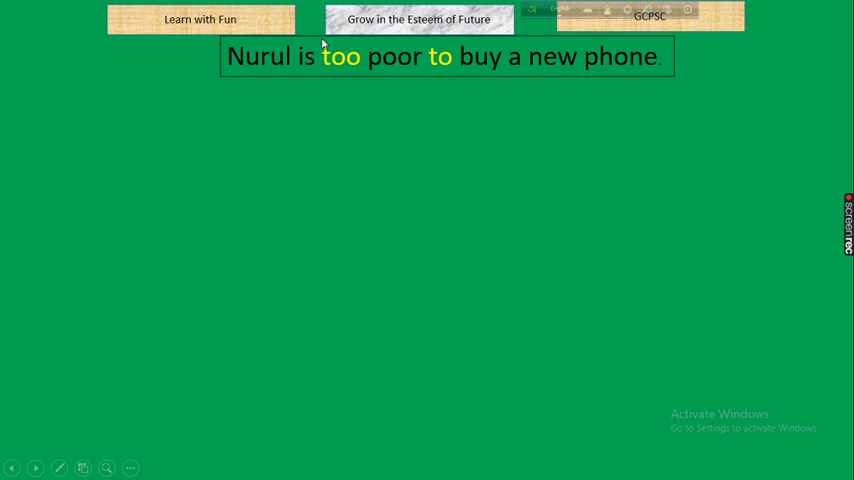 Learn with Fun
Grow in the Esteem of Future
English
GCPSC
Nurul is too poor to buy a new phone.
screenrec
Activate Windows
Go to Settings to activate Windows.